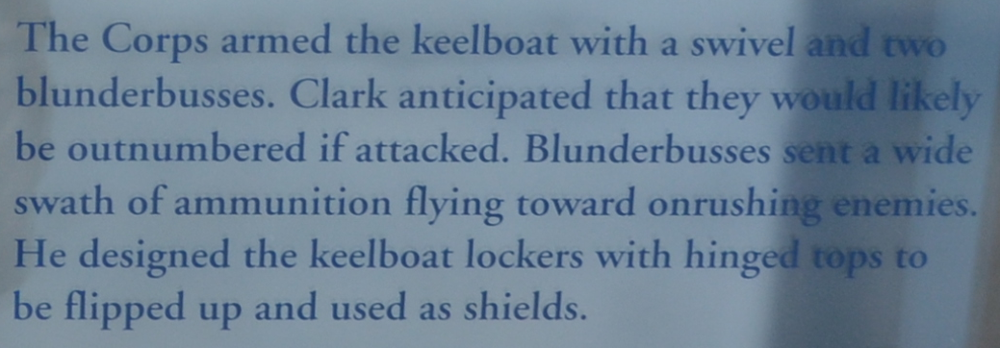 The Corps armed the keelboat with a swivel and two
blunderbusses. Clark anticipated that they would likely
be outnumbered if attacked. Blunderbusses sent a wide
swath of ammunition flying toward onrushing enemies.
He designed the keelboat lockers with hinged tops to
be flipped up and used as shields.